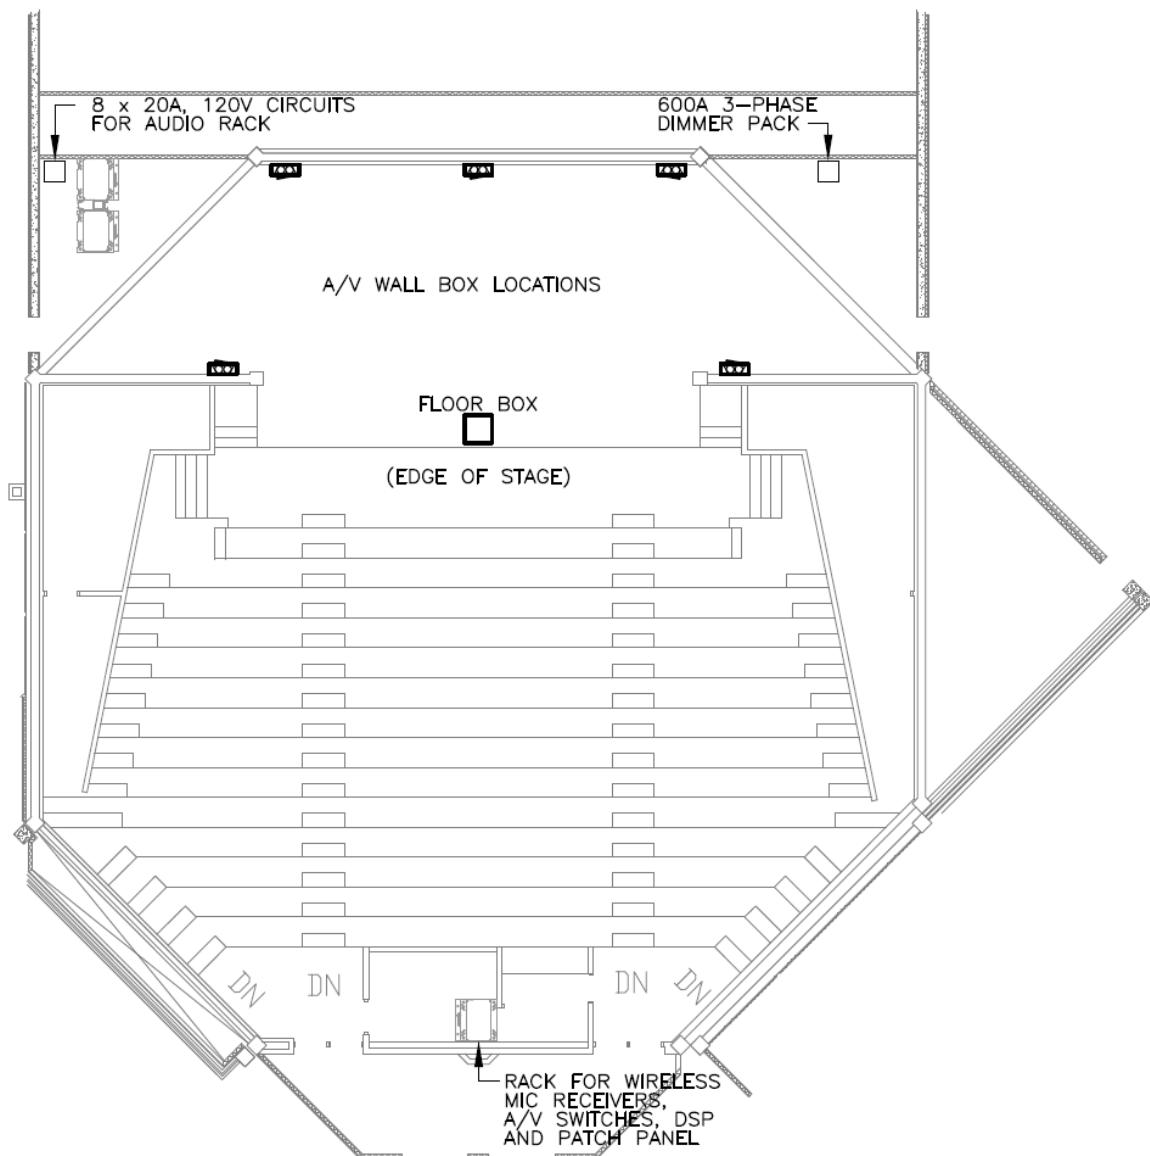 8 x 20A, 120V CIRCUITS
FOR AUDIO RACK
600A 3-PHASE
DIMMER PACK
A/V WALL BOX LOCATIONS
FLOOR BOX
(EDGE OF STAGE)
DN
DN
DN
DN
RACK FOR WIRELESS
MIC RECEIVERS,
A/V SWITCHES, DSP
AND PATCH PANEL